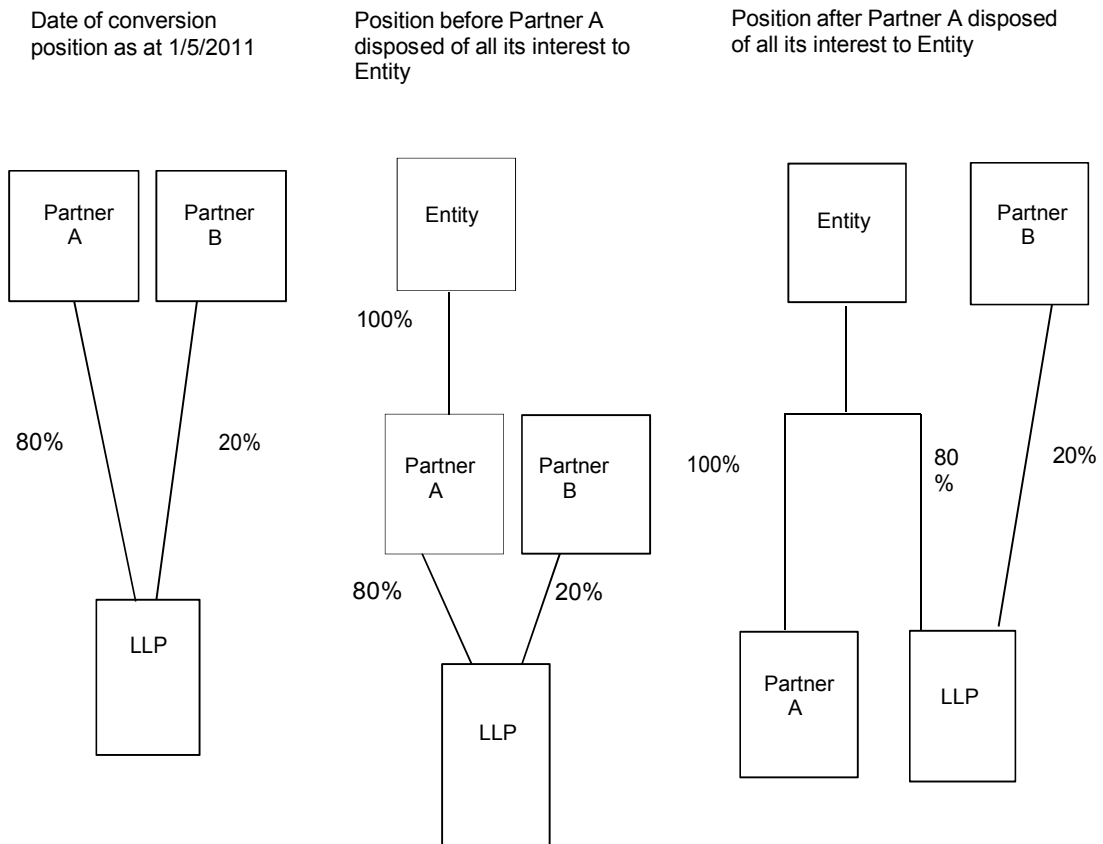 Date of conversion
position as at 1/5/2011
Partner
A
Partner
B
80%
20%
LLP
Position before Partner A
disposed of all its interest to
Entity
Entity
100%
Partner
A
Partner
B
80%
20%
LLP
Position after Partner A disposed
of all its interest to Entity
Entity
Partner
B
100%
80
%
20%
Partner
A
LLP